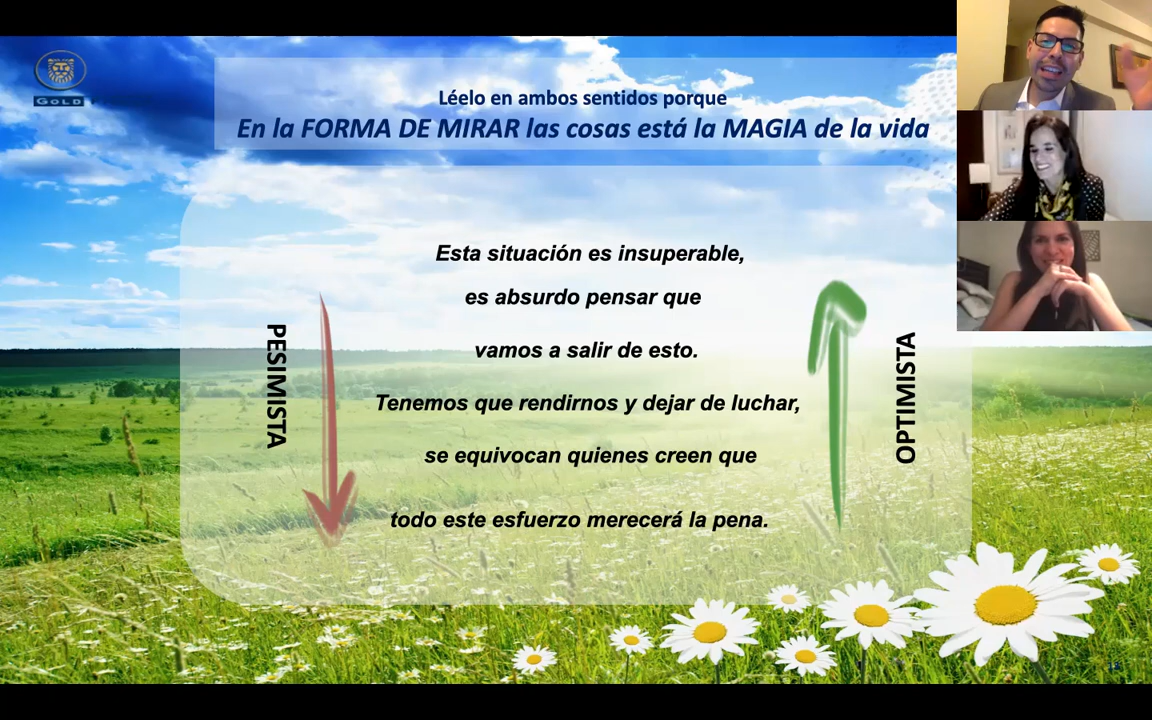 GOLD
Léelo en ambos sentidos porque
En la FORMA DE MIRAR las cosas está la MAGIA de la vida
PESIMISTA
Esta situación es insuperable,
es absurdo pensar que
vamos a salir de esto.
Tenemos que rendirnos y dejar de luchar,
se equivocan quienes creen que
todo este esfuerzo merecerá la pena.
OPTIMISTA